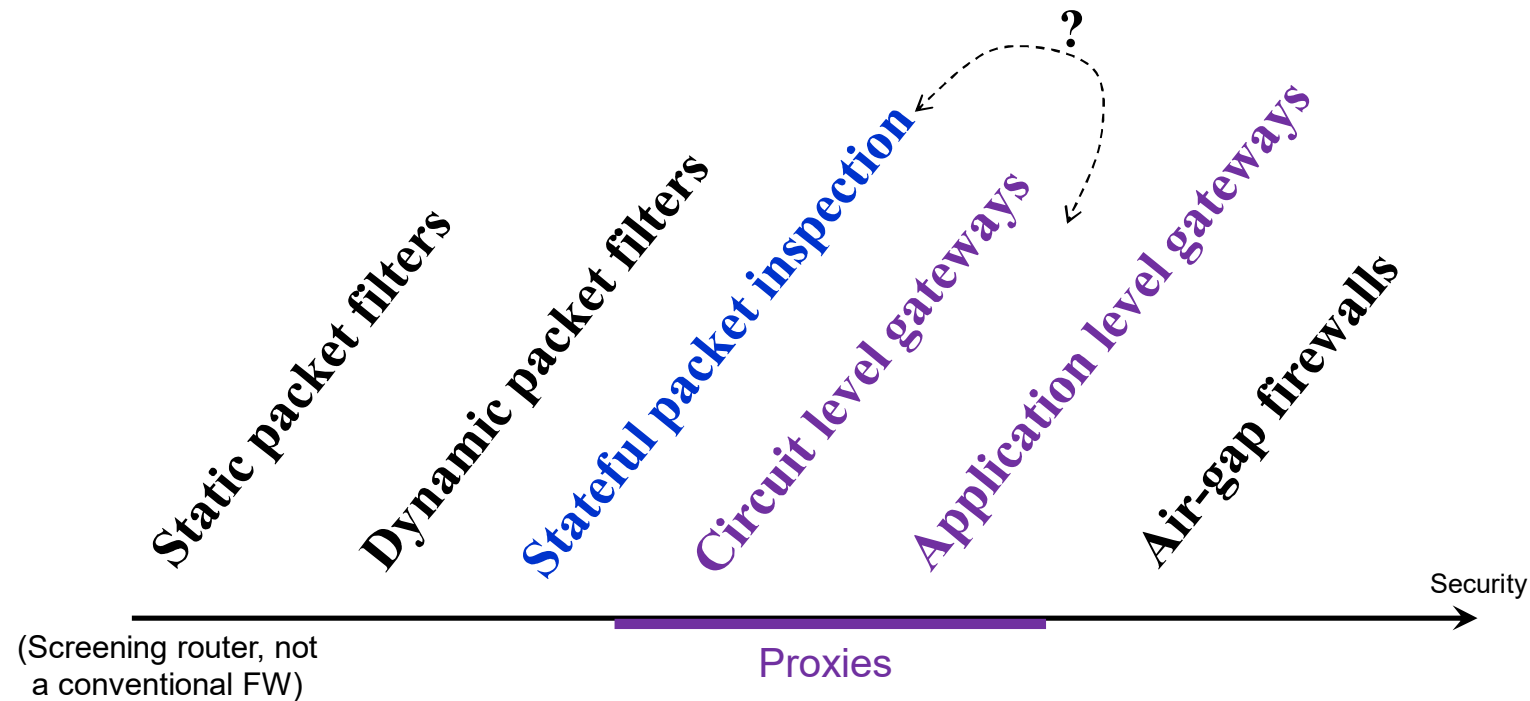 ?
Static packet filters
Dynamic packet filters
Stateful packet inspection
Circuit level gateways
Application level gateways
Air-gap firewalls
Security
(Screening router, not
a conventional FW)
Proxies